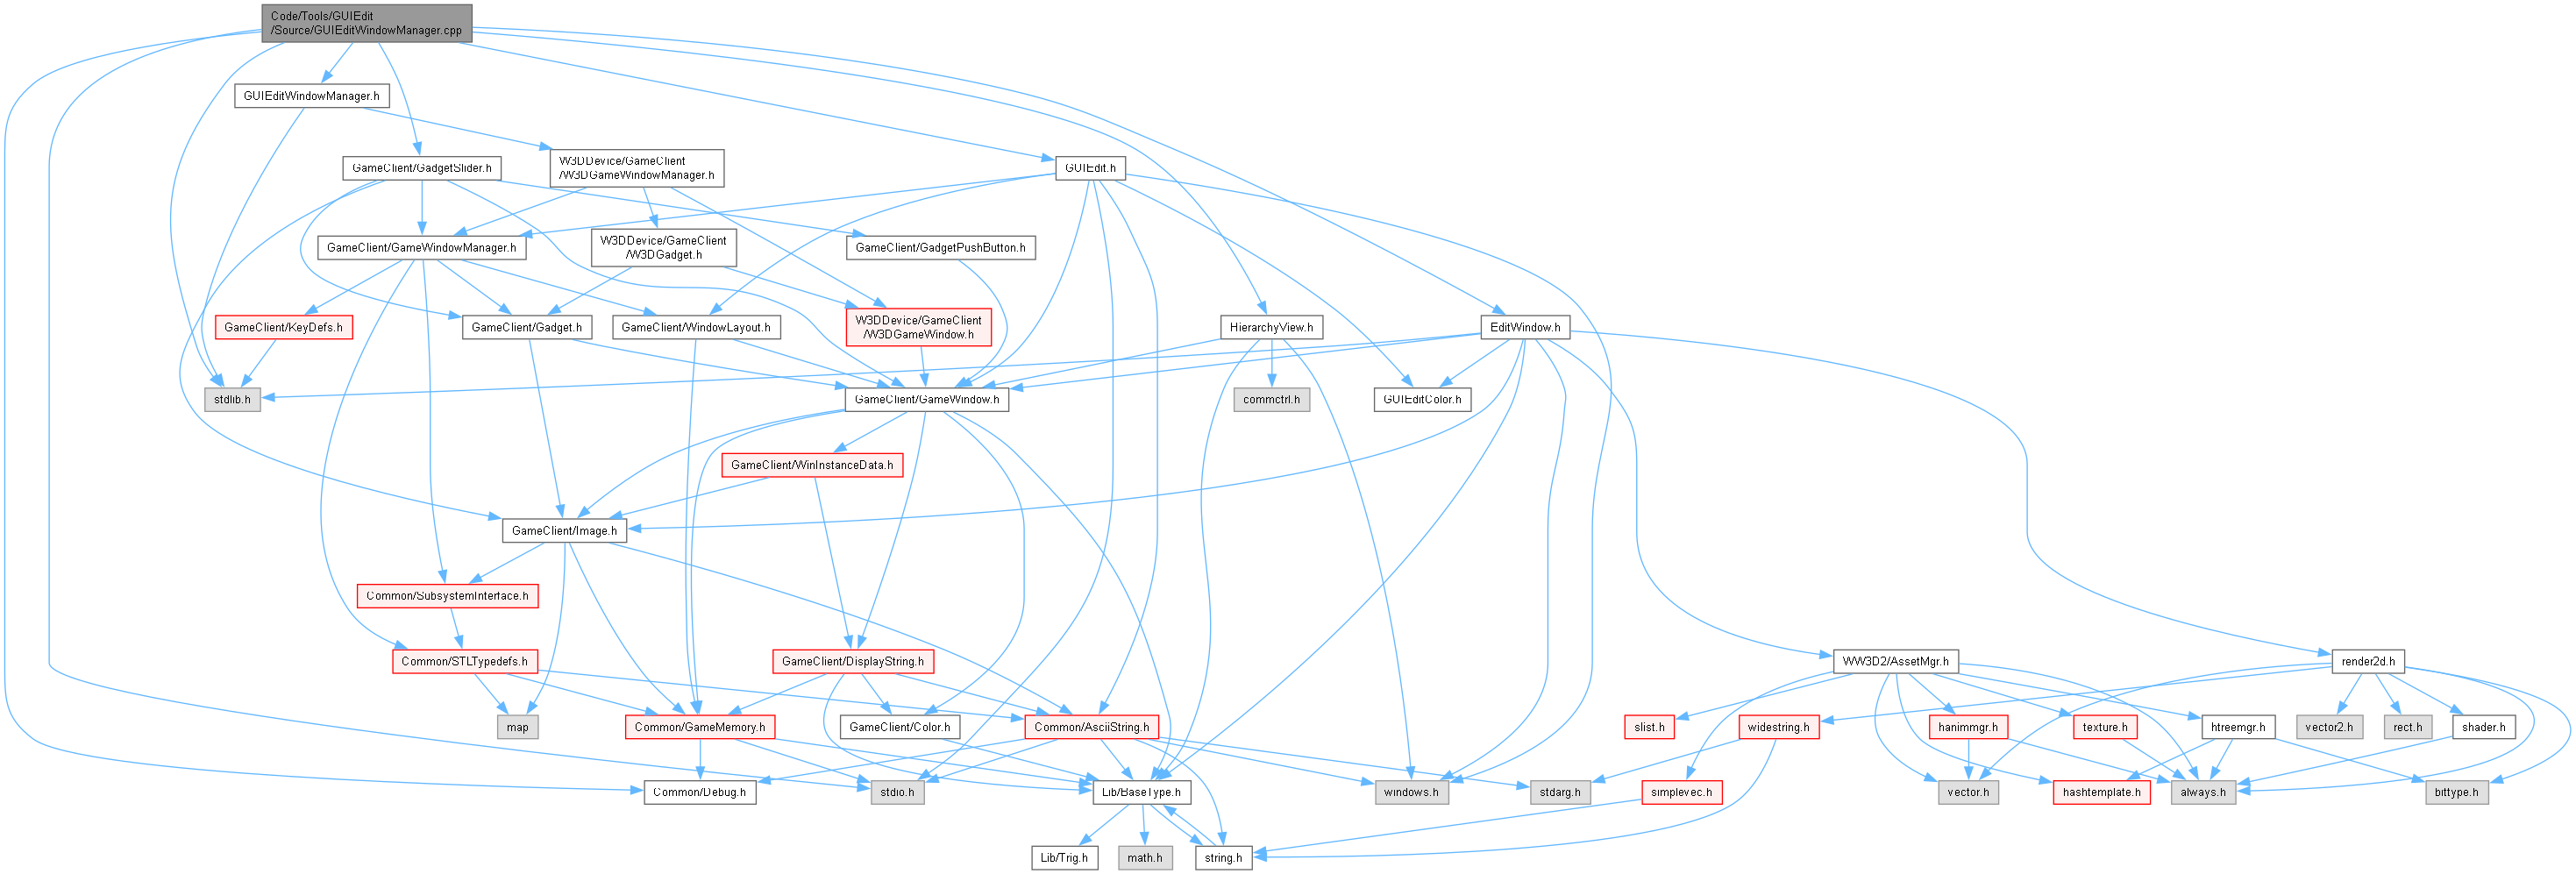 Code/Tools/GUIEdit
/Source/GUIEditWindowManager.cpp
GUIEditWindowManager.h
GameClient/GadgetSlider.h
W3DDevice/GameClient
/W3DGameWindowManager.h
GUIEdit.h
GameClient/GameWindowManager.h
W3DDevice/GameClient
/W3DGadget.h
GameClient/GadgetPushButton.h
GameClient/KeyDefs.h
GameClient/Gadget.h
GameClient/WindowLayout.h
W3DDevice/GameClient
/W3DGameWindow.h
HierarchyView.h
EditWindow.h
stdlib.h
GameClient/GameWindow.h
commctrl.h
GUIEditColor.h
GameClient/WinInstanceData.h
GameClient/Image.h
Common/SubsystemInterface.h
Common/STLTypedefs.h
GameClient/DisplayString.h
WW3D2/AssetMgr.h
render2d.h
map
Common/GameMemory.h
GameClient/Color.h
Common/AsciiString.h
slist.h
widestring.h
hanimmgr.h
texture.h
htreemgr.h
vector2.h
rect.h
shader.h
Common/Debug.h
stdio.h
Lib/BaseType.h
windows.h
stdarg.h
simplevec.h
vector.h
hashtemplate.h
always.h
bittype.h
Lib/Trig.h
math.h
string.h